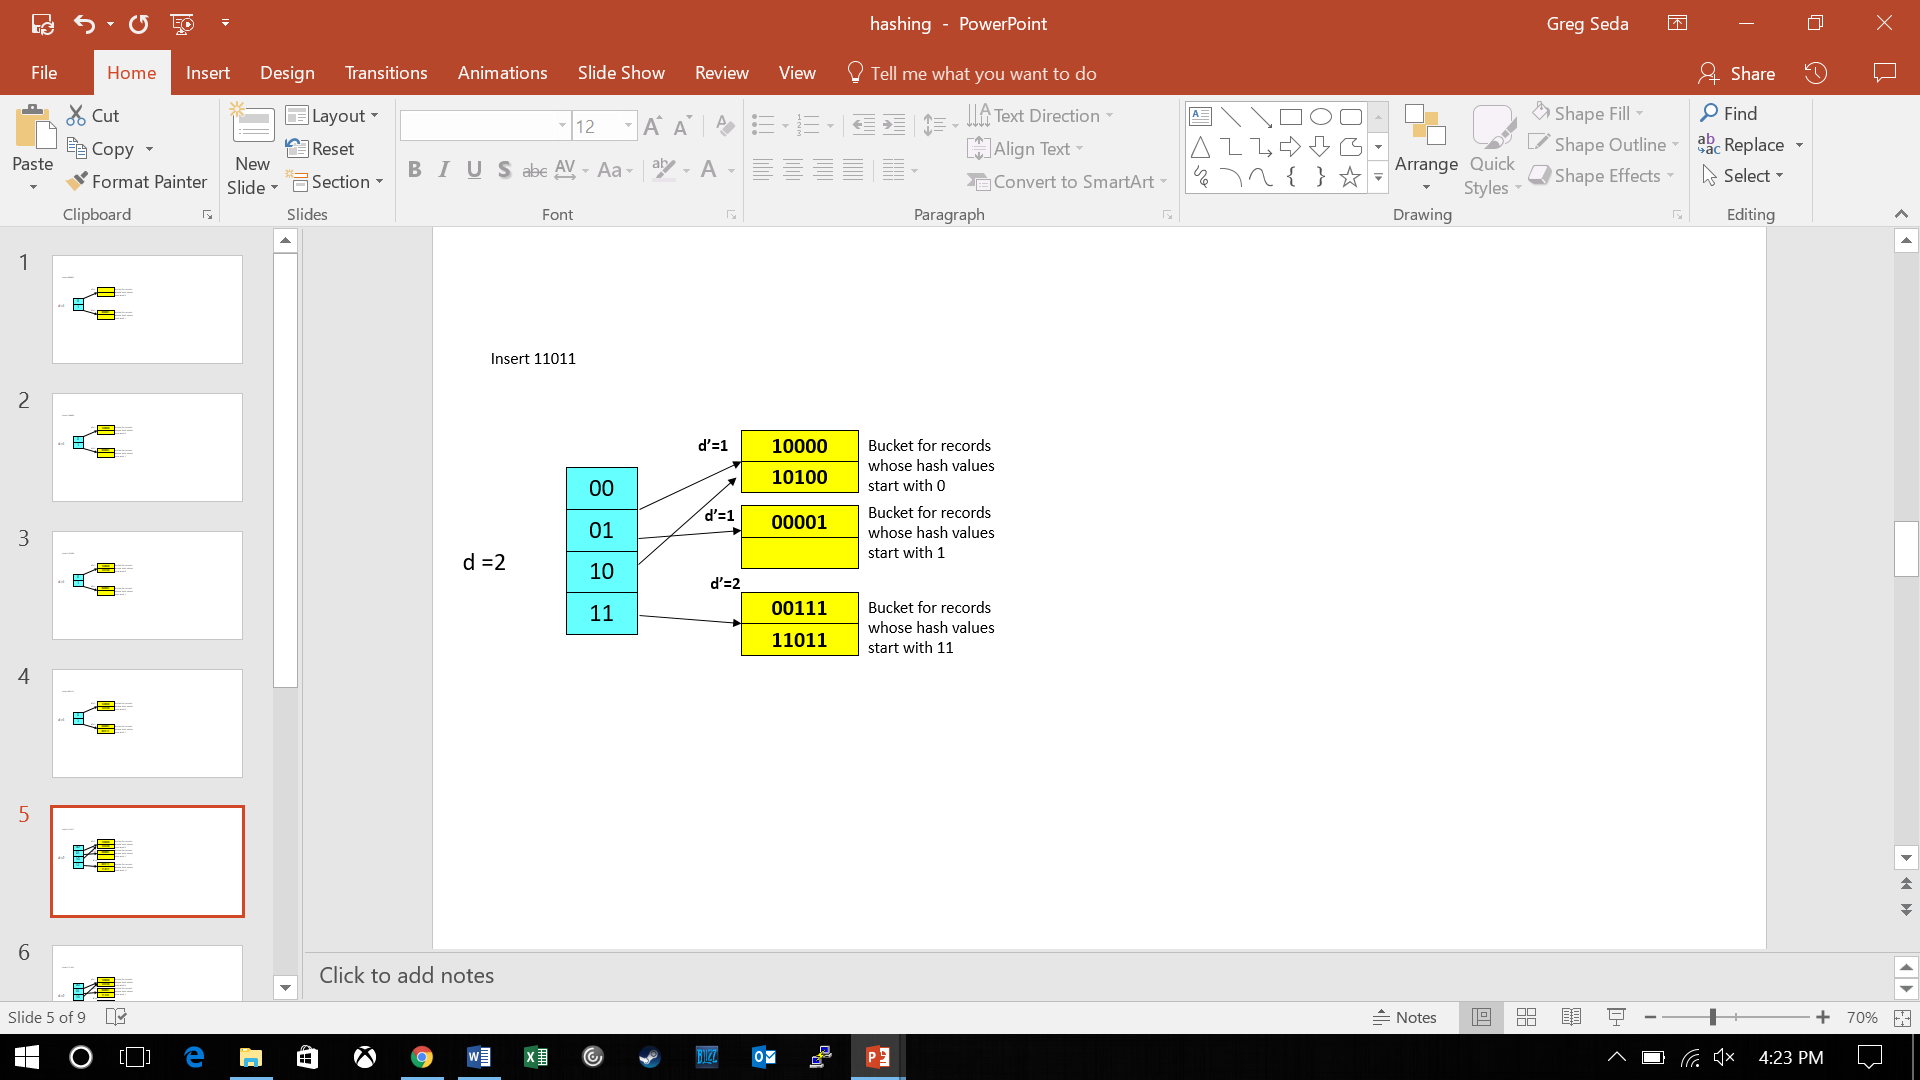 hashing - PowerPoint
Greg Seda
File Home Insert Design Transitions Animations Slide Show Review View Tell me what you want to do Share
Paste
Cut
Copy
Format Painter
Clipboard
New
Slide
Layout
Reset
Section
Slides
12
B I U S abc AV Aa A
Font
Text Direction
Align Text
Convert to SmartArt
Paragraph
Arrange
Quick
Styles
Shape Fill
Shape Outline
Shape Effects
Drawing
Find
Replace
Select
Editing
1
2
3
4
5
6
Insert 11011
d =2
00
01
10
11
d’=1
10000
10100
Bucket for records
whose hash values
start with 0
d’=1
00001
Bucket for records
whose hash values
start with 1
d’=2
00111
11011
Bucket for records
whose hash values
start with 11
Click to add notes
Slide 5 of 9
Notes
70%
4:23 PM